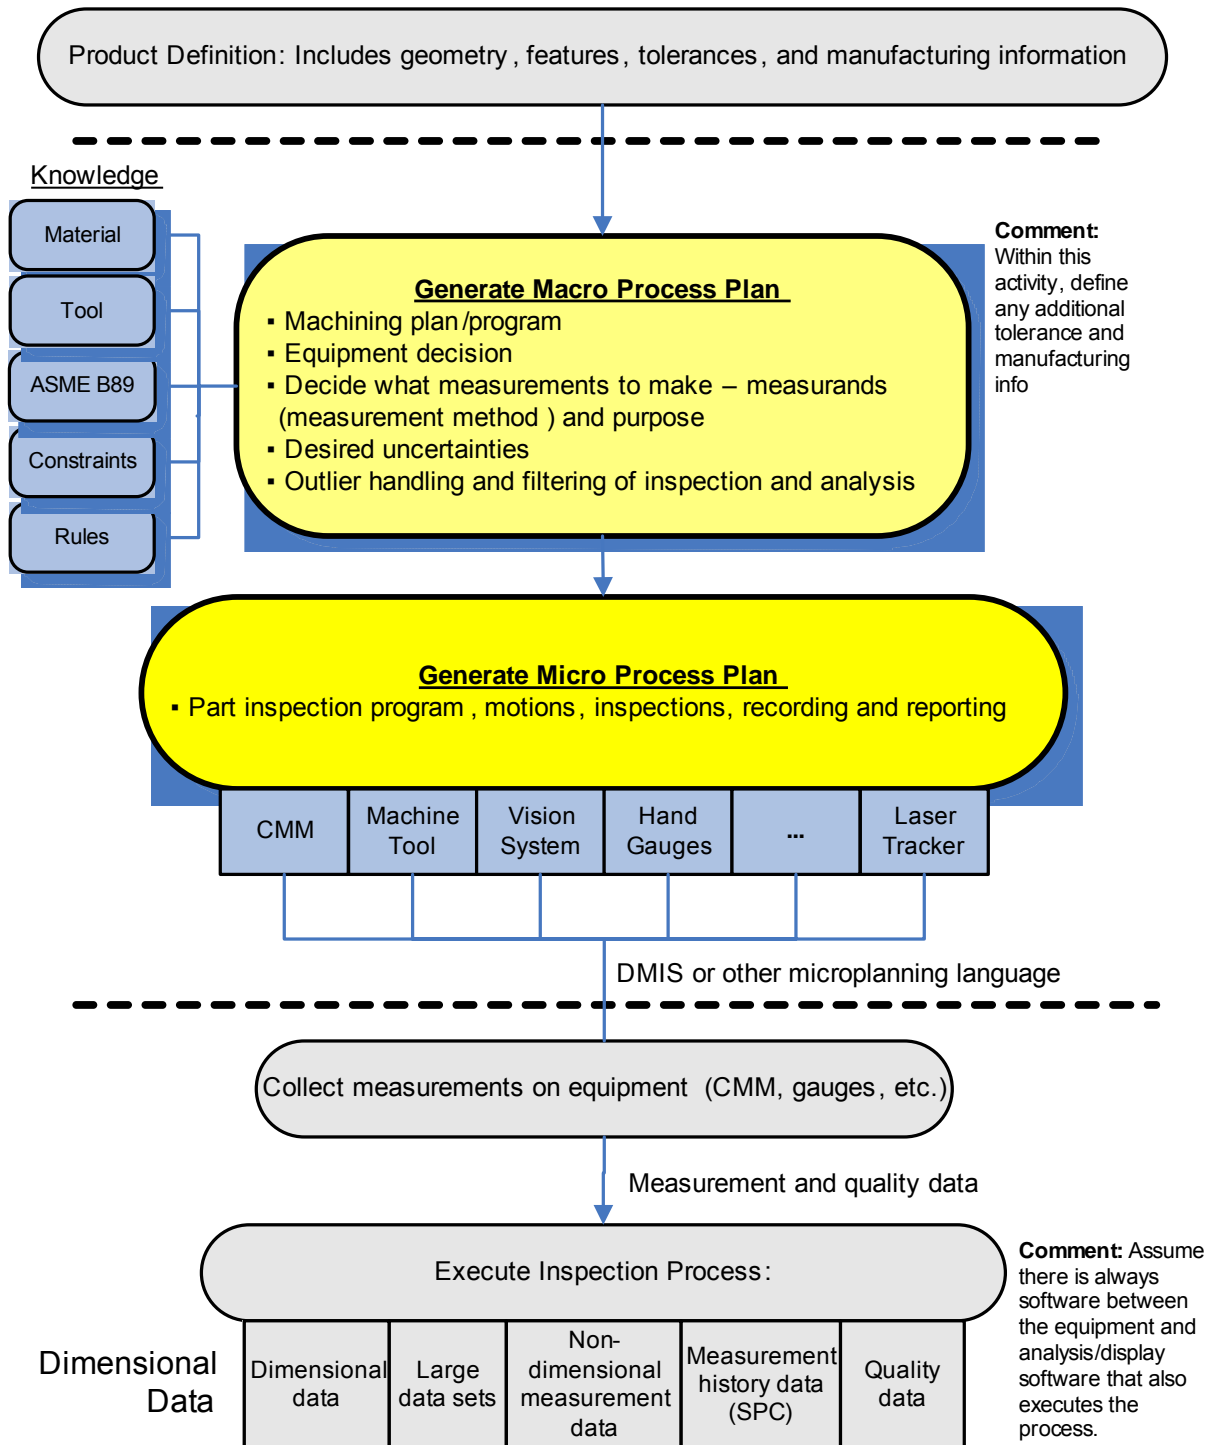 Product Definition: Includes geometry, features, tolerances, and manufacturing information
Knowledge
Material
Tool
ASME B89
Constraints
Rules
Generate Macro Process Plan
▪ Machining plan/program
▪ Equipment decision
▪ Decide what measurements to make – measurands
(measurement method ) and purpose
▪ Desired uncertainties
▪ Outlier handling and filtering of inspection and analysis
Comment:
Within this
activity, define
any additional
tolerance and
manufacturing
info
Generate Micro Process Plan
▪ Part inspection program , motions, inspections, recording and reporting
CMM
Machine
Tool
Vision
System
Hand
Gauges
...
Laser
Tracker
DMIS or other microplanning language
Collect measurements on equipment (CMM, gauges, etc.)
Measurement and quality data
Execute Inspection Process:
Dimensional
Data
Dimensional
data
Large
data sets
Non-
dimensional
measurement
data
Measurement
history data
(SPC)
Quality
data
Comment: Assume
there is always
software between
the equipment and
analysis/display
software that also
executes the
process.